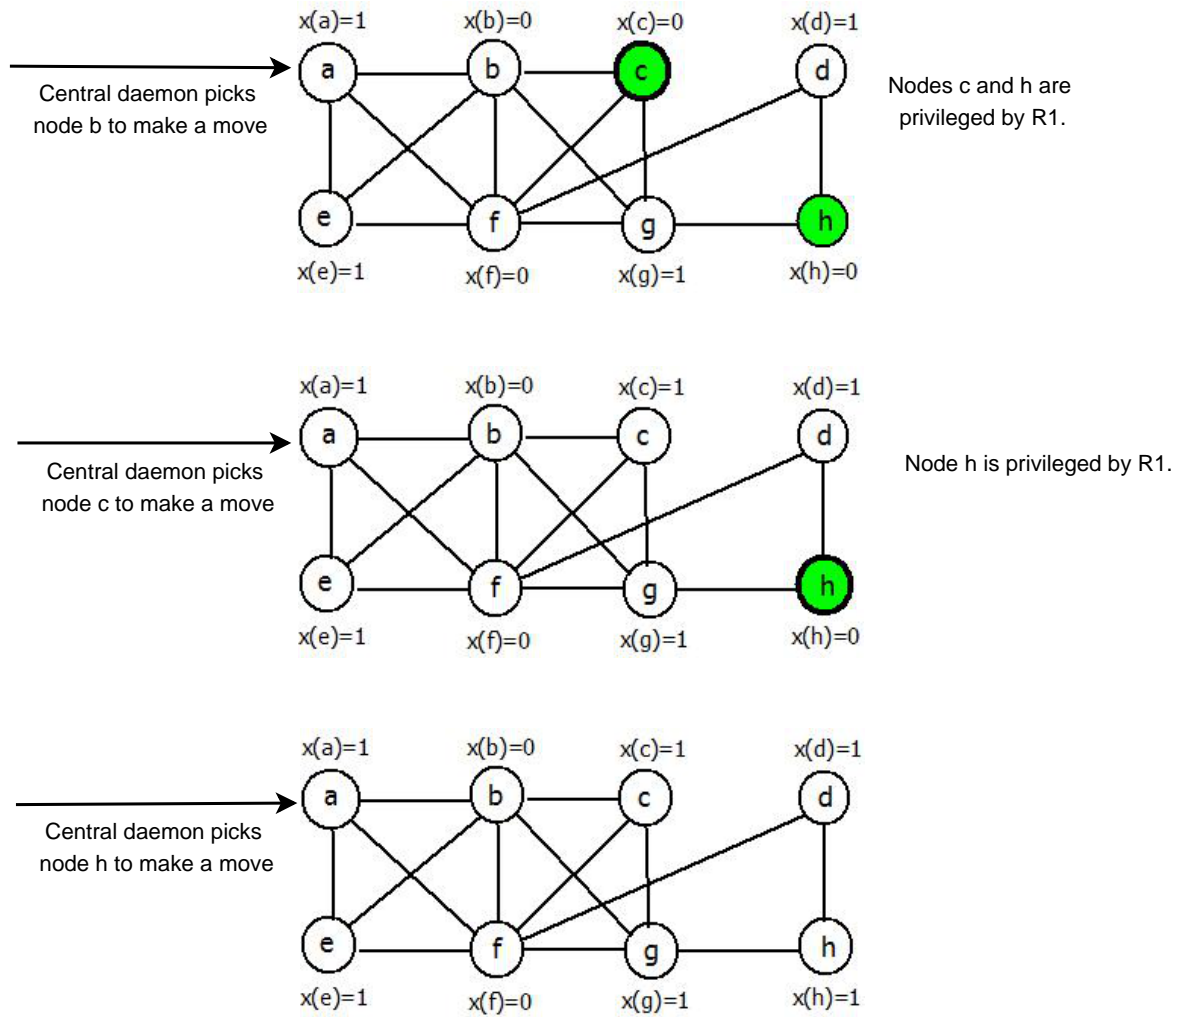 x(a)=1 x(b)=0 x(c)=0 x(d)=1
a b c d
Central daemon picks
node b to make a move
Nodes c and h are
privileged by R1.
e f g h
x(e)=1 x(f)=0 x(g)=1 x(h)=0
x(a)=1 x(b)=0 x(c)=1 x(d)=1
a b c d
Central daemon picks
node c to make a move
Node h is privileged by R1.
e f g h
x(e)=1 x(f)=0 x(g)=1 x(h)=0
x(a)=1 x(b)=0 x(c)=1 x(d)=1
a b c d
Central daemon picks
node h to make a move
e f g h
x(e)=1 x(f)=0 x(g)=1 x(h)=1